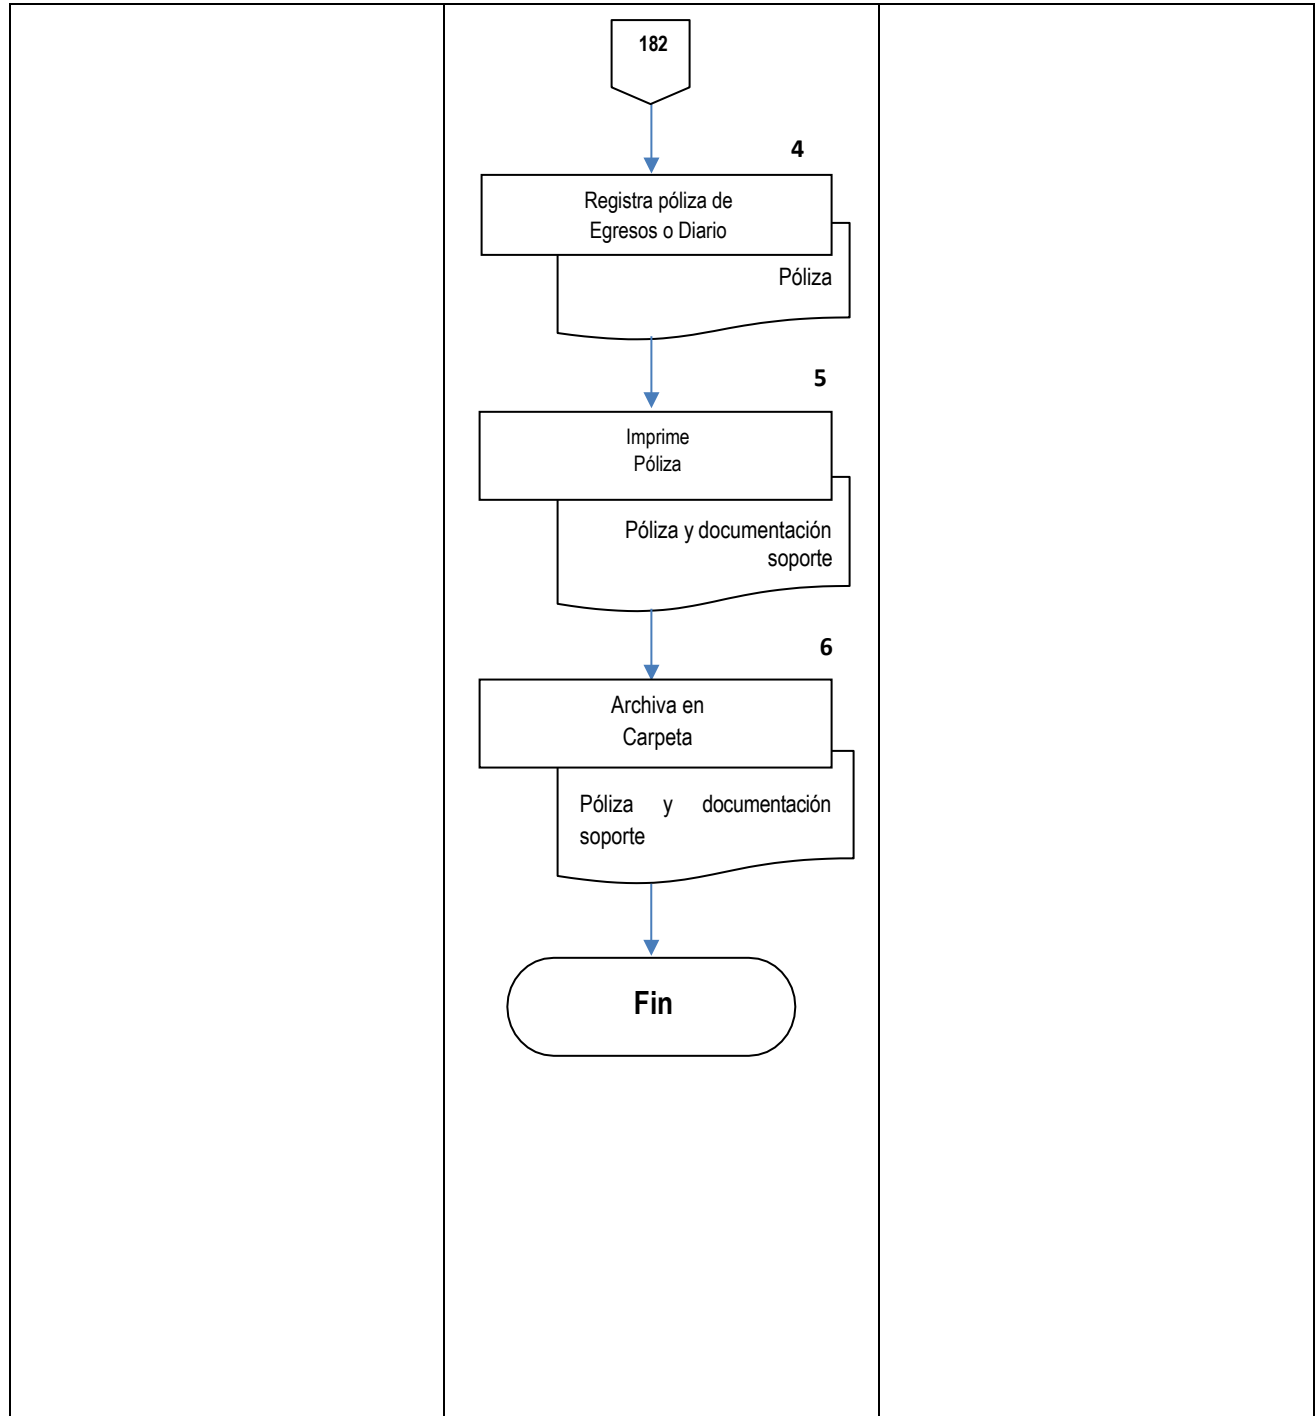 182
4
Registra póliza de
Egresos o Diario
Póliza
5
Imprime
Póliza
Póliza y documentación
soporte
6
Archiva en
Carpeta
Póliza y documentación
soporte
Fin